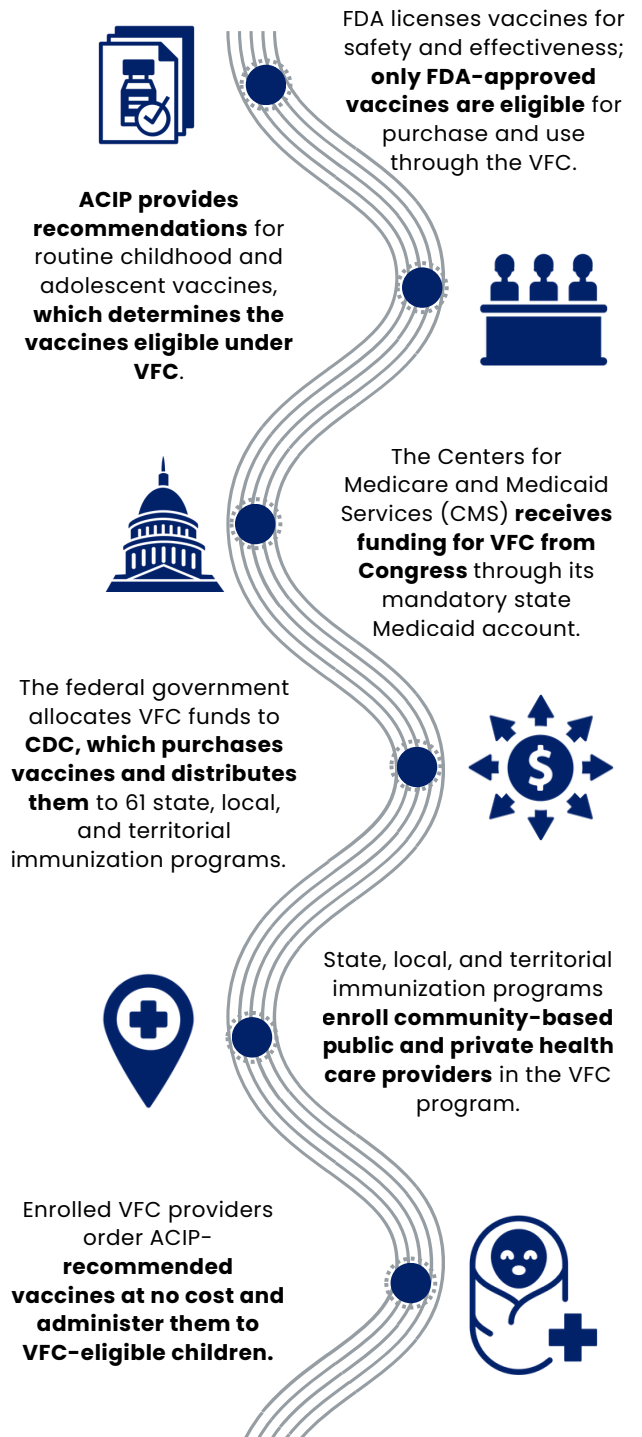 FDA licenses vaccines for
safety and effectiveness;
only FDA-approved
vaccines are eligible for
purchase and use
through the VFC.
ACIP provides
recommendations for
routine childhood and
adolescent vaccines,
which determines the
vaccines eligible under
VFC.
The Centers for
Medicare and Medicaid
Services (CMS) receives
funding for VFC from
Congress through its
mandatory state
Medicaid account.
The federal government
allocates VFC funds to
CDC, which purchases
vaccines and distributes
them to 61 state, local,
and territorial
immunization programs.
$
State, local, and territorial
immunization programs
enroll community-based
public and private health
care providers in the VFC
program.
Enrolled VFC providers
order ACIP-
recommended
vaccines at no cost and
administer them to
VFC-eligible children.